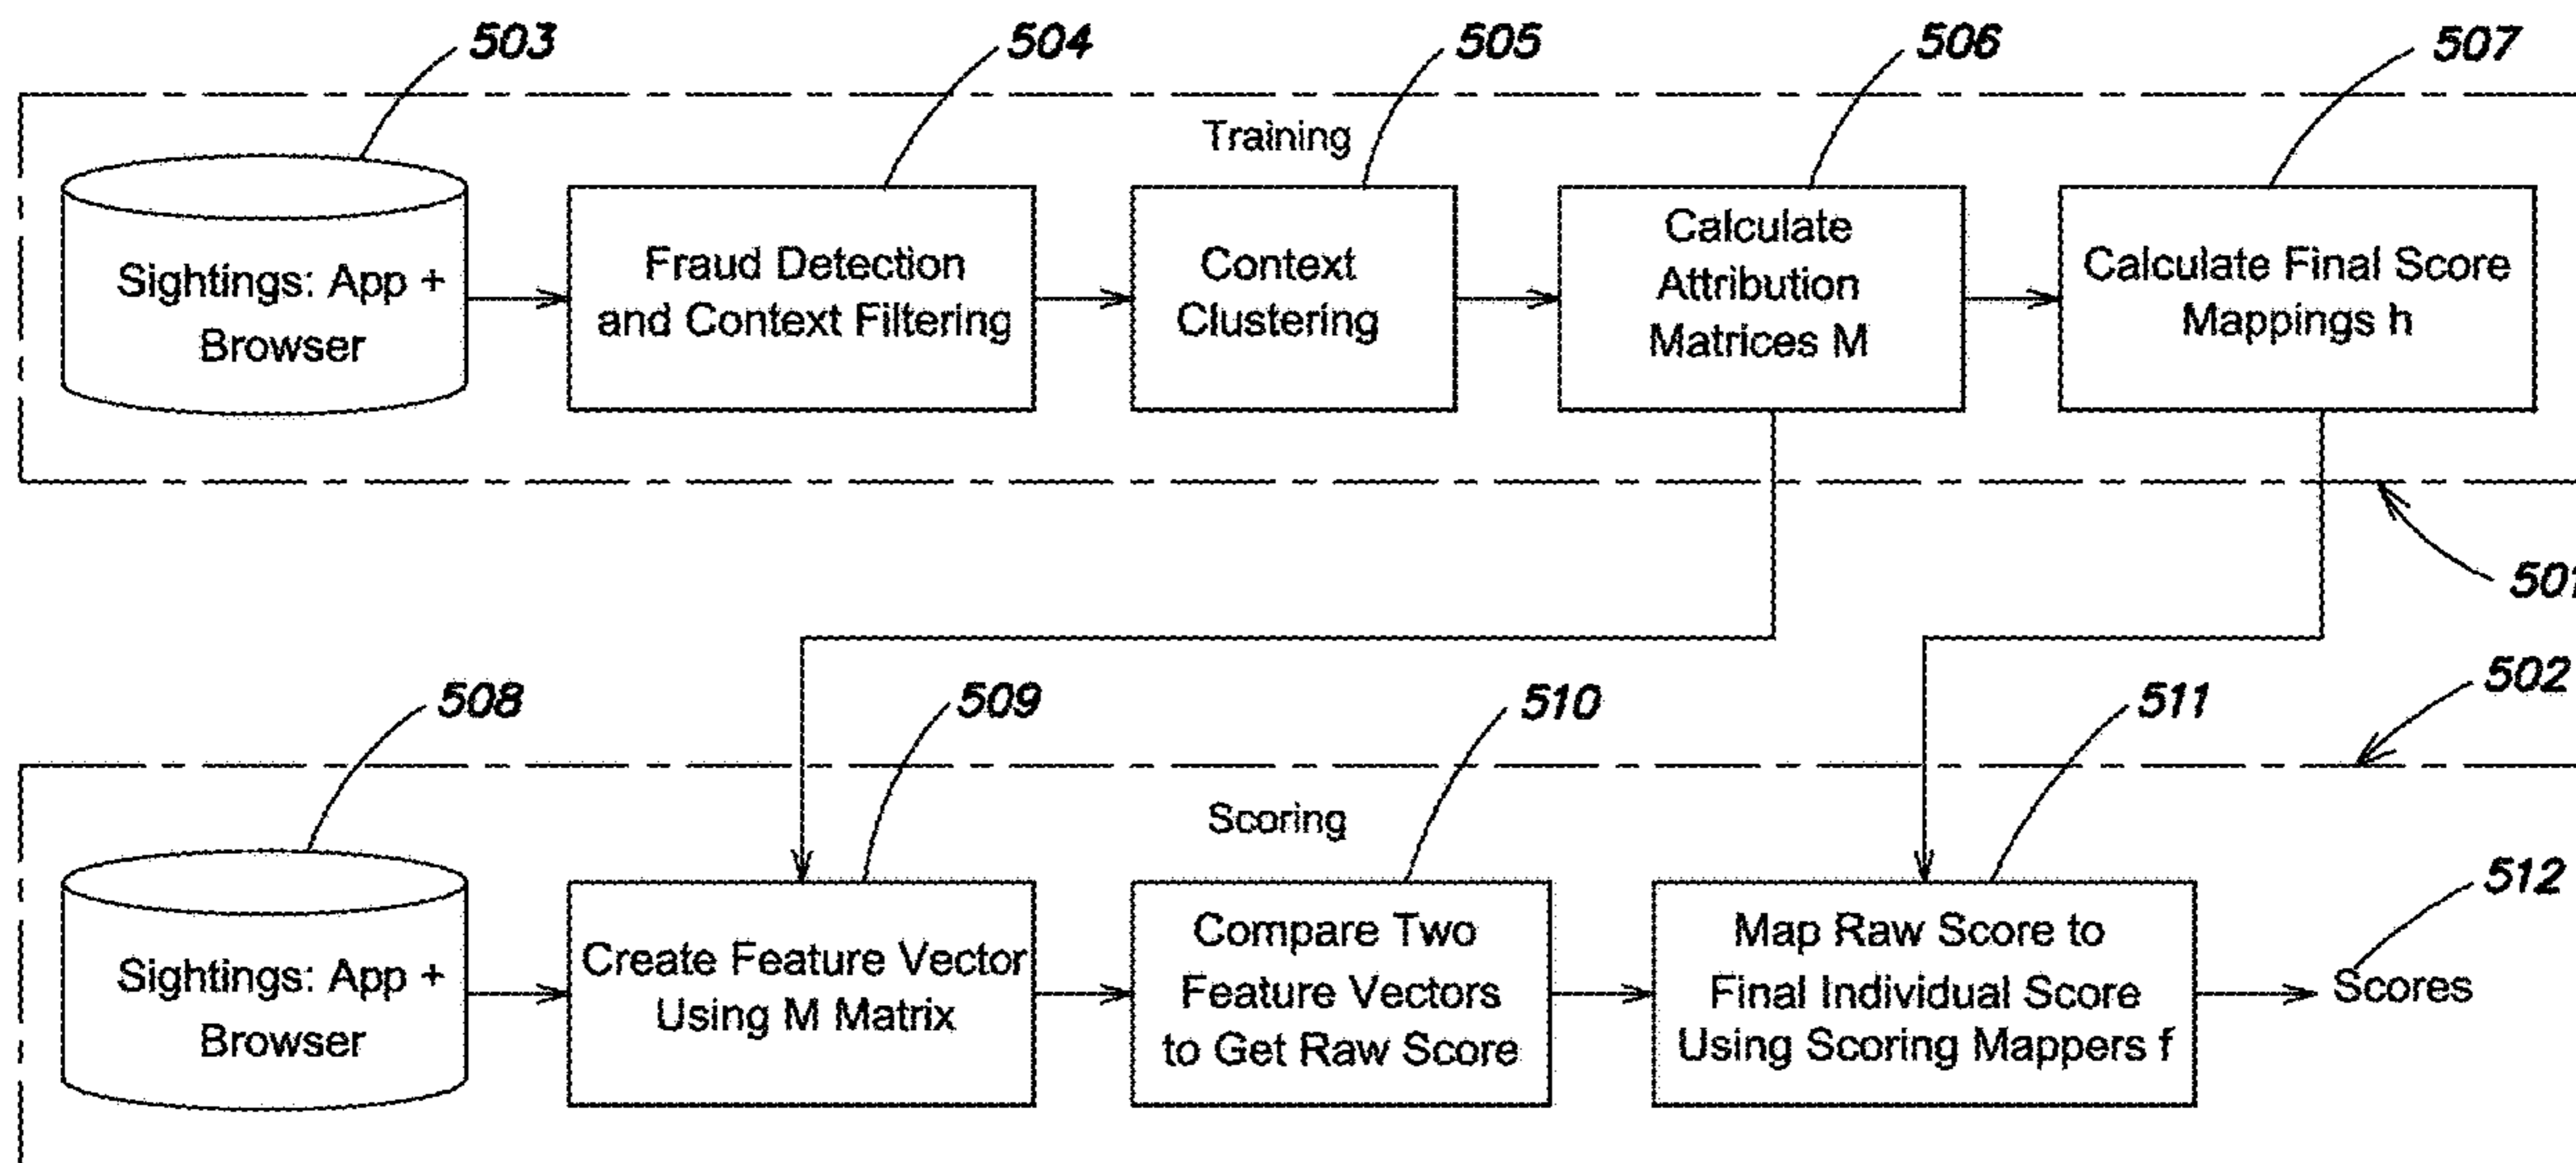 503
504
505
506
507
Training
Sightings: App +
Browser
Fraud Detection
and Context Filtering
Context
Clustering
Calculate
Attribution
Matrices M
Calculate Final Score
Mappings h
501
502
508
509
510
511
512
Scoring
Sightings: App +
Browser
Create Feature Vector
Using M Matrix
Compare Two
Feature Vectors
to Get Raw Score
Map Raw Score to
Final Individual Score
Using Scoring Mappers f
Scores